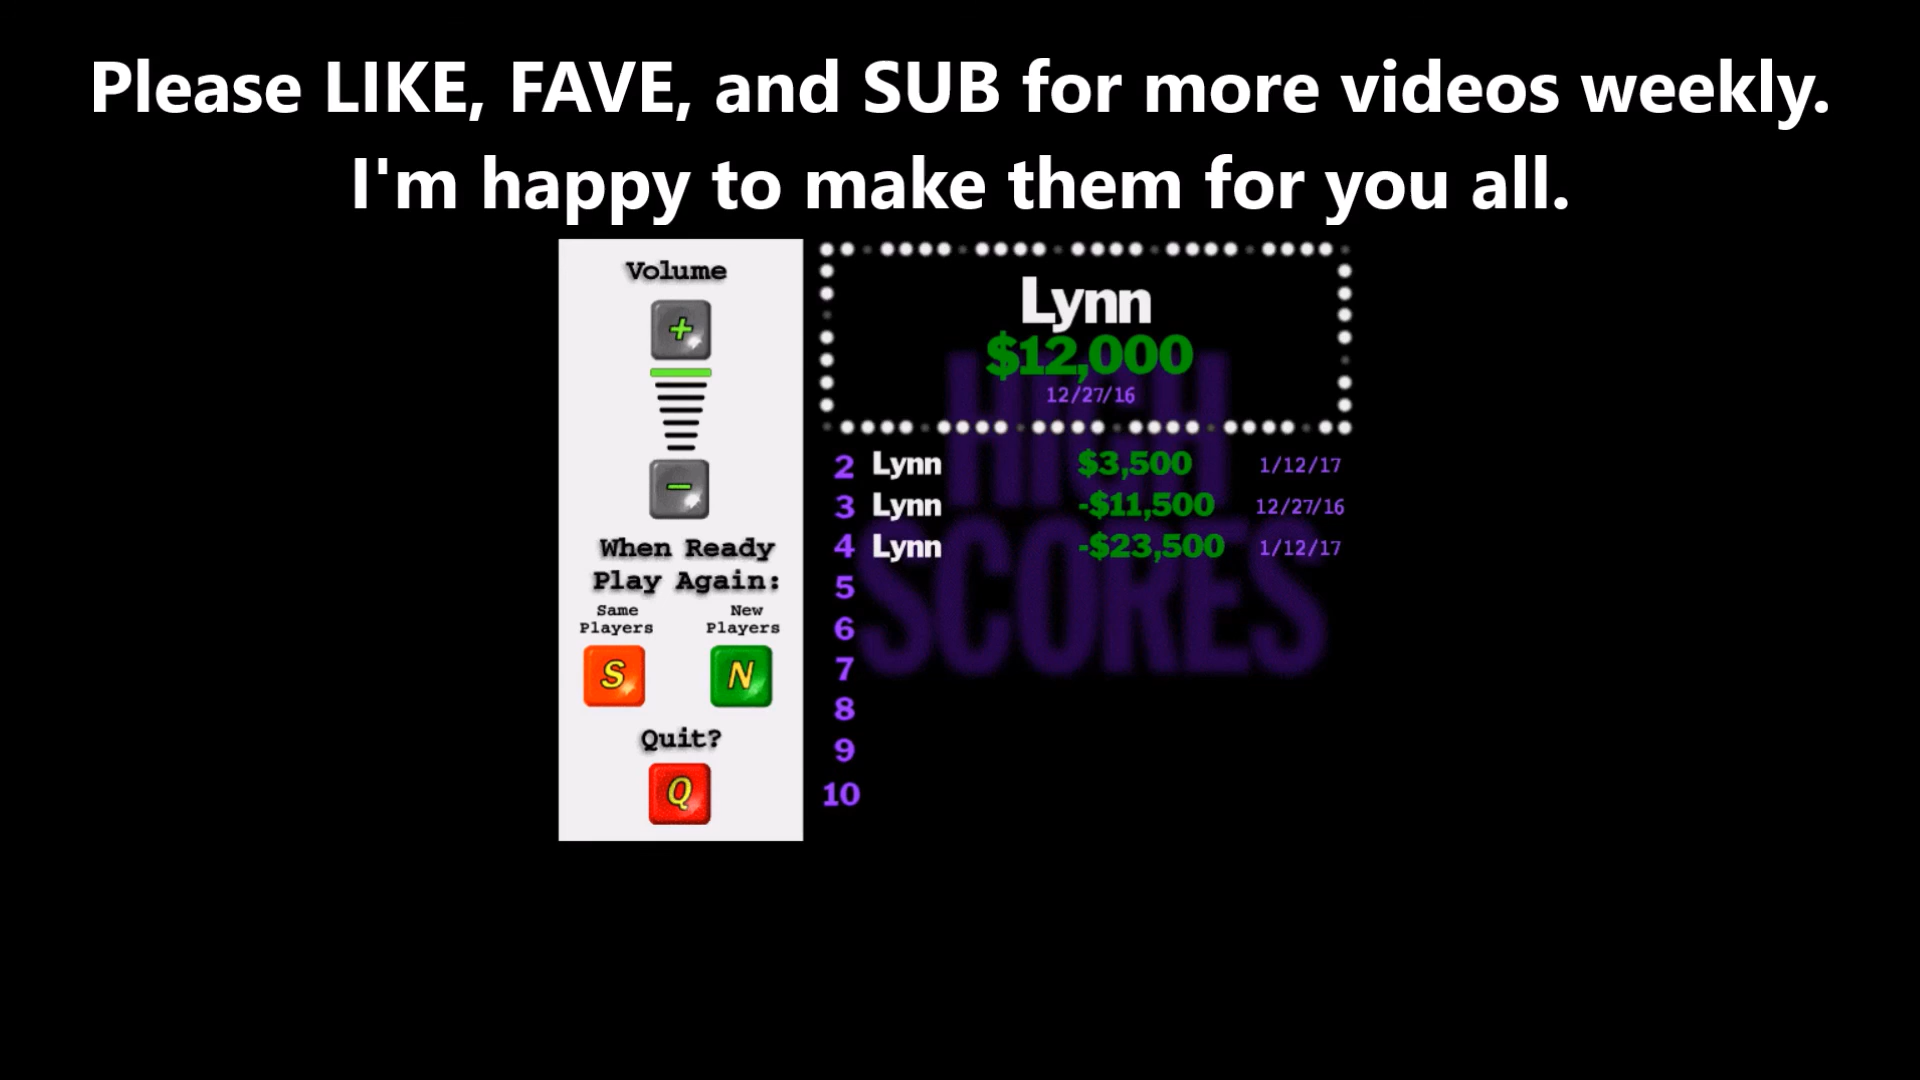 Please LIKE, FAVE, and SUB for more videos weekly.
I'm happy to make them for you all.
Volume
+
-
When Ready
Play Again:
Same Players
New Players
S
N
Quit?
Q
HIGH SCORES
Lynn
$12,000
12/27/16
2 Lynn $3,500 1/12/17
3 Lynn -$11,500 12/27/16
4 Lynn -$23,500 1/12/17
5
6
7
8
9
10